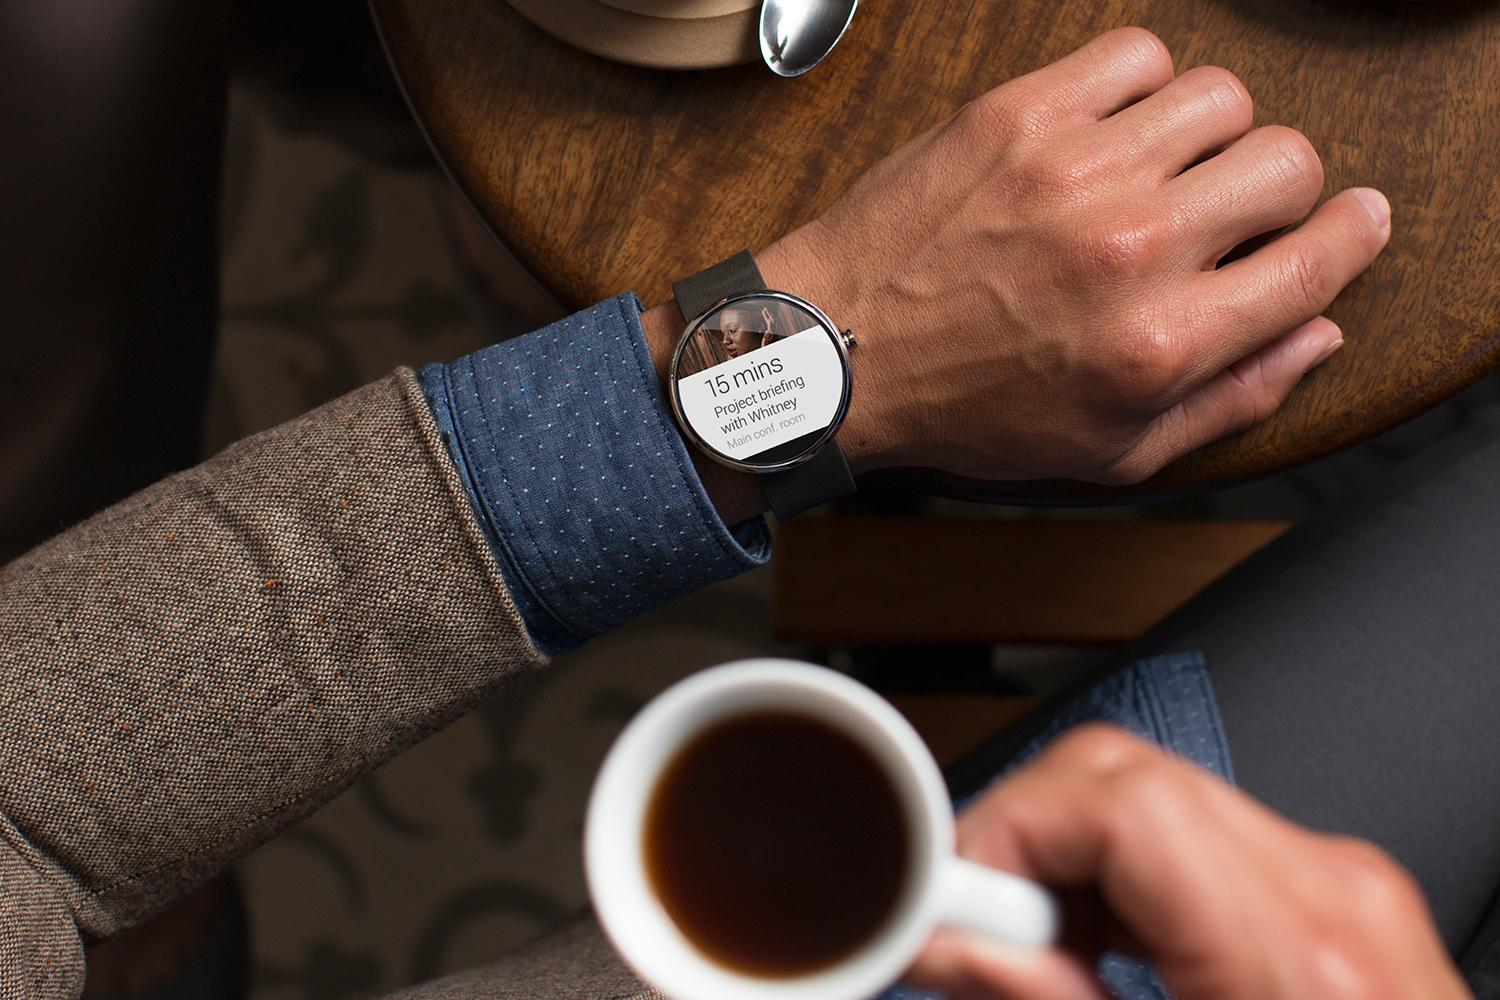 15 mins
Project briefing
with Whitney
Main conf. room